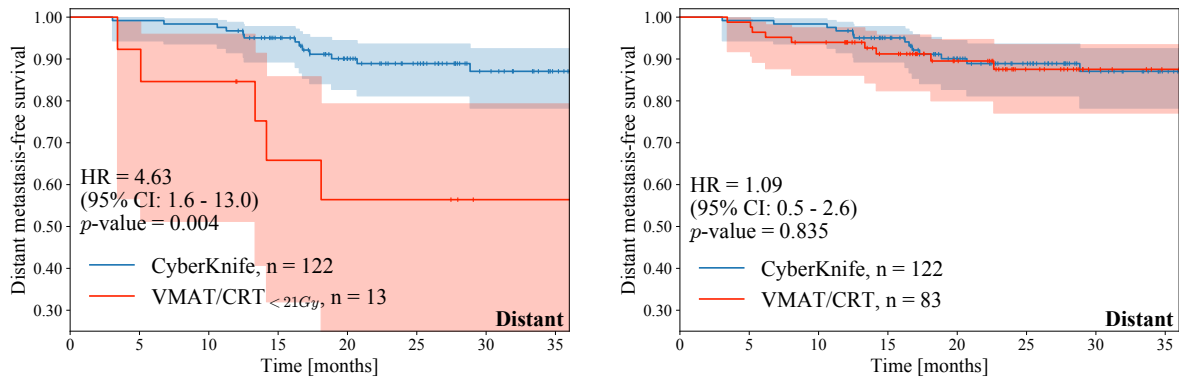 1.00
0.90
0.80
0.70
0.60
0.50
0.40
0.30
Distant metastasis-free survival
HR = 4.63
(95% CI: 1.6 - 13.0)
p-value = 0.004
CyberKnife, n = 122
VMAT/CRT<21Gy, n = 13
Distant
0 5 10 15 20 25 30 35
Time [months]
1.00
0.90
0.80
0.70
0.60
0.50
0.40
0.30
Distant metastasis-free survival
HR = 1.09
(95% CI: 0.5 - 2.6)
p-value = 0.835
CyberKnife, n = 122
VMAT/CRT, n = 83
Distant
0 5 10 15 20 25 30 35
Time [months]